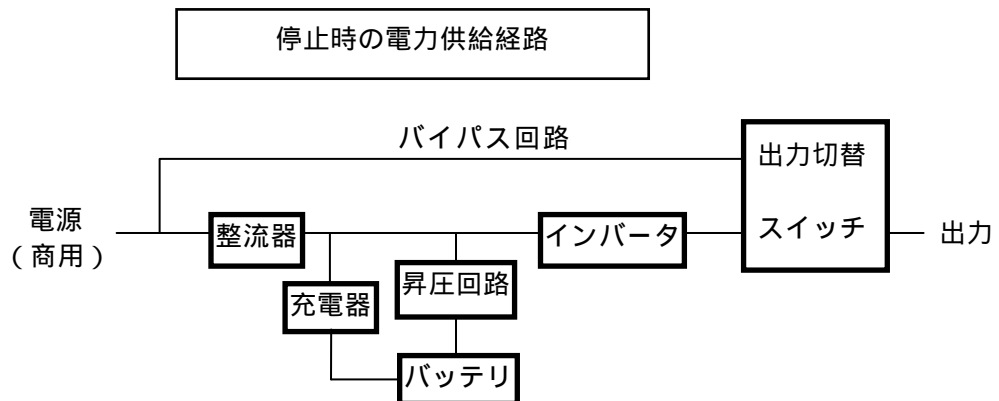 停止時の電力供給経路
バイパス回路
出力切替
スイッチ
電源
(商用)
整流器
インバータ
出力
昇圧回路
充電器
バッテリ